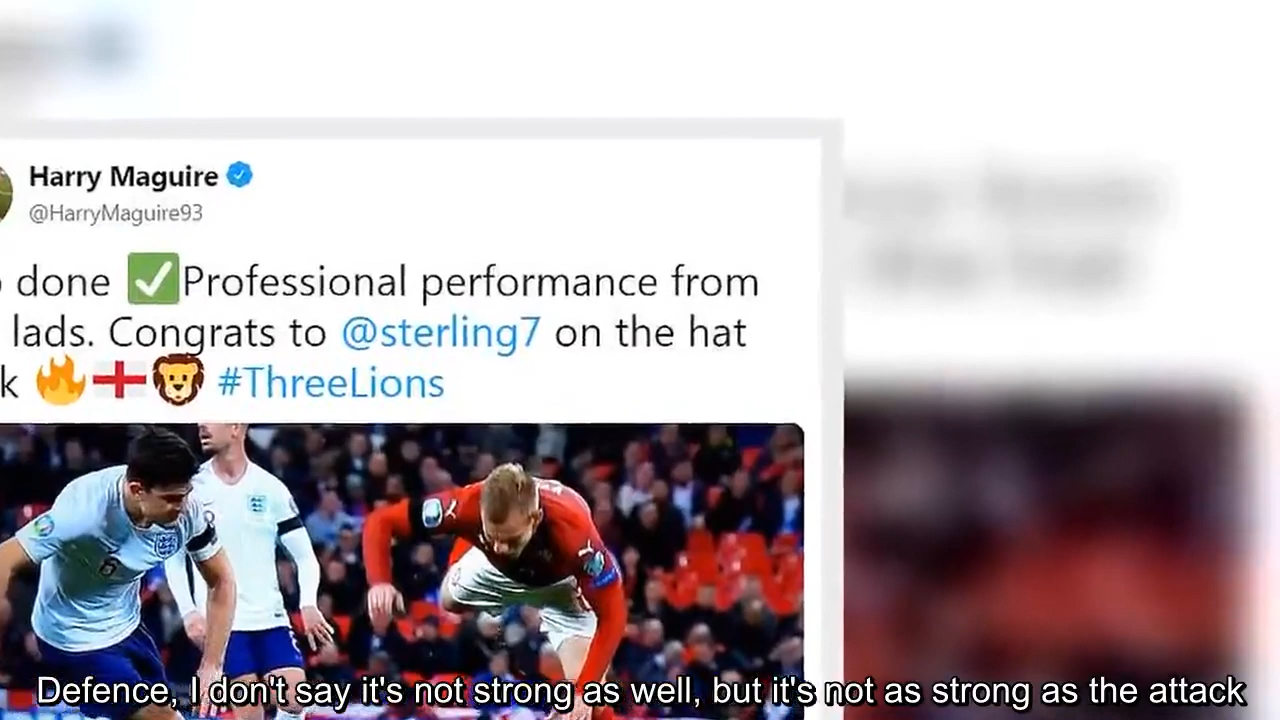 Harry Maguire
@HarryMaguire93
done ✅Professional performance from
lads. Congrats to @sterling7 on the hat
k 🔥🏴󠁧󠁢󠁥󠁮󠁧󠁿🦁 #ThreeLions
6
Defence, I don't say it's not strong as well, but it's not as strong as the attack